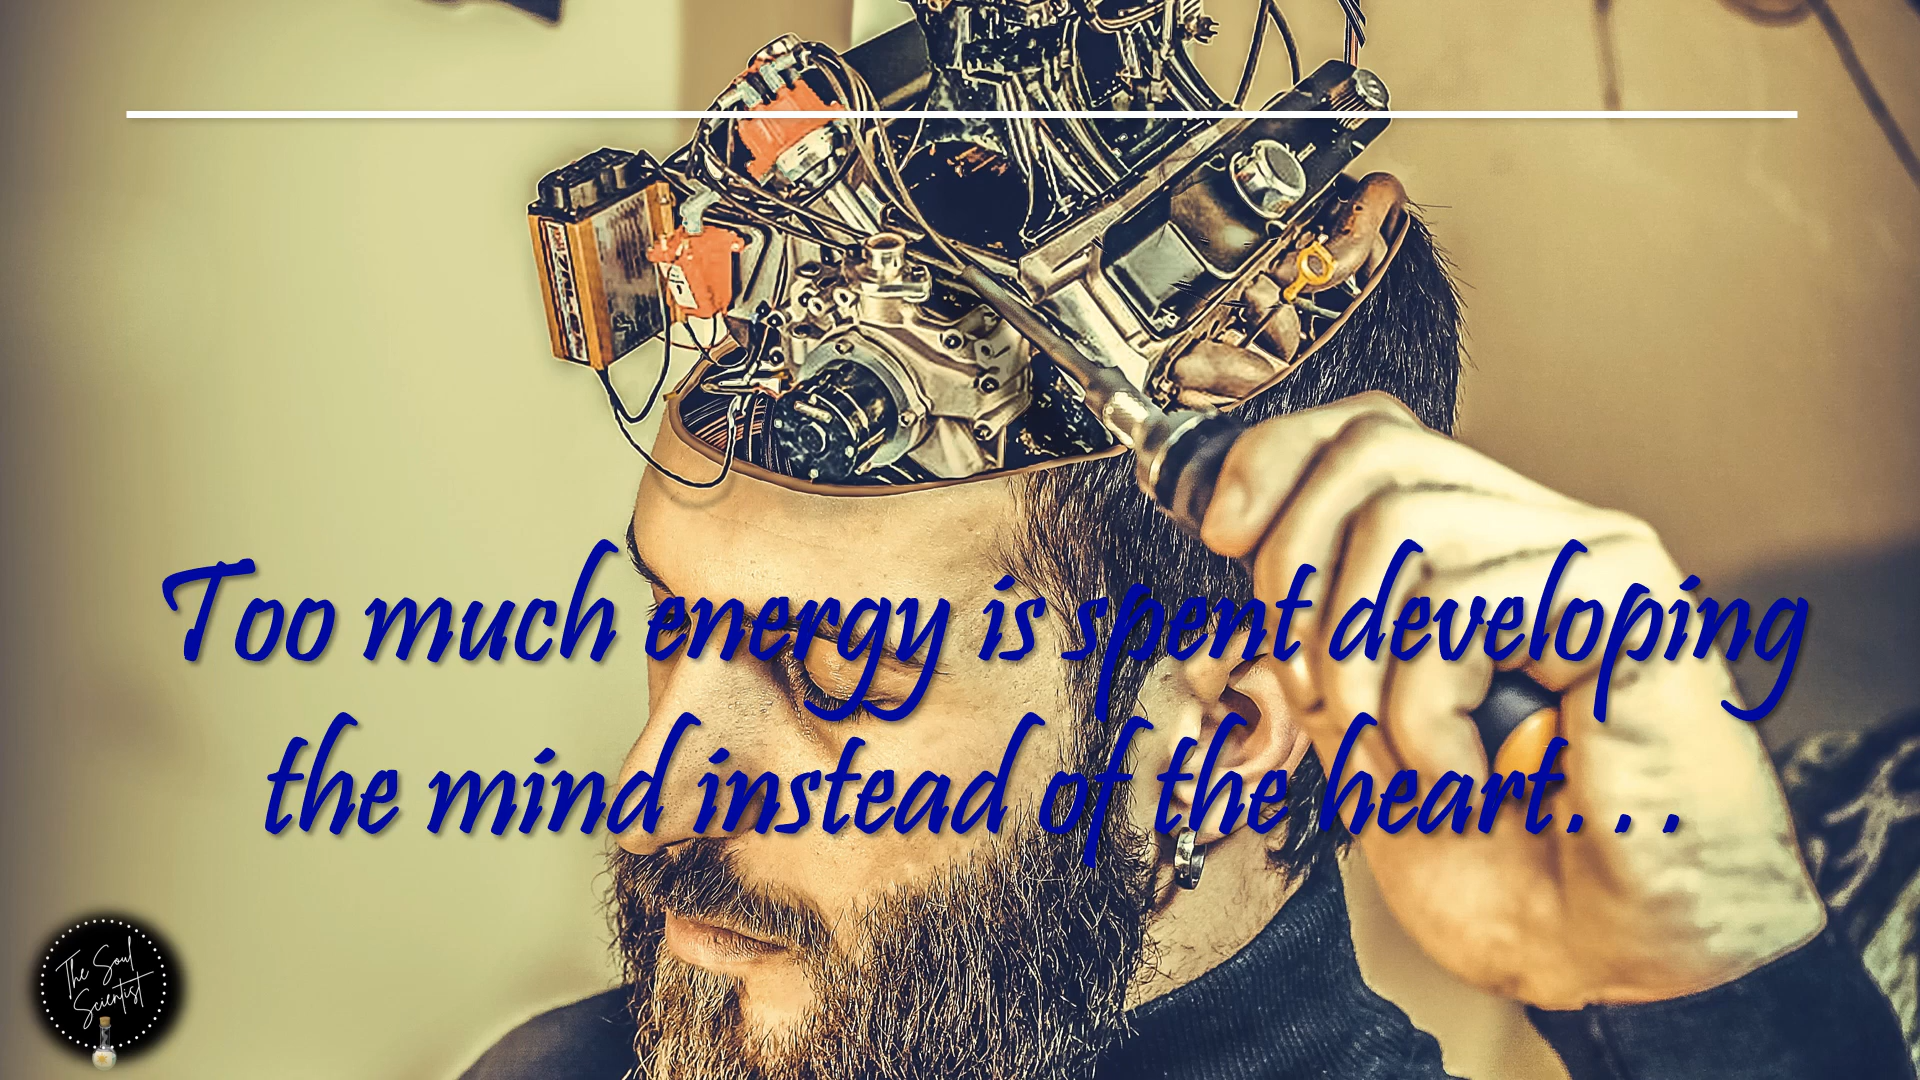 Too much energy is spent developing
the mind instead of the heart...
The Soul
Scientist